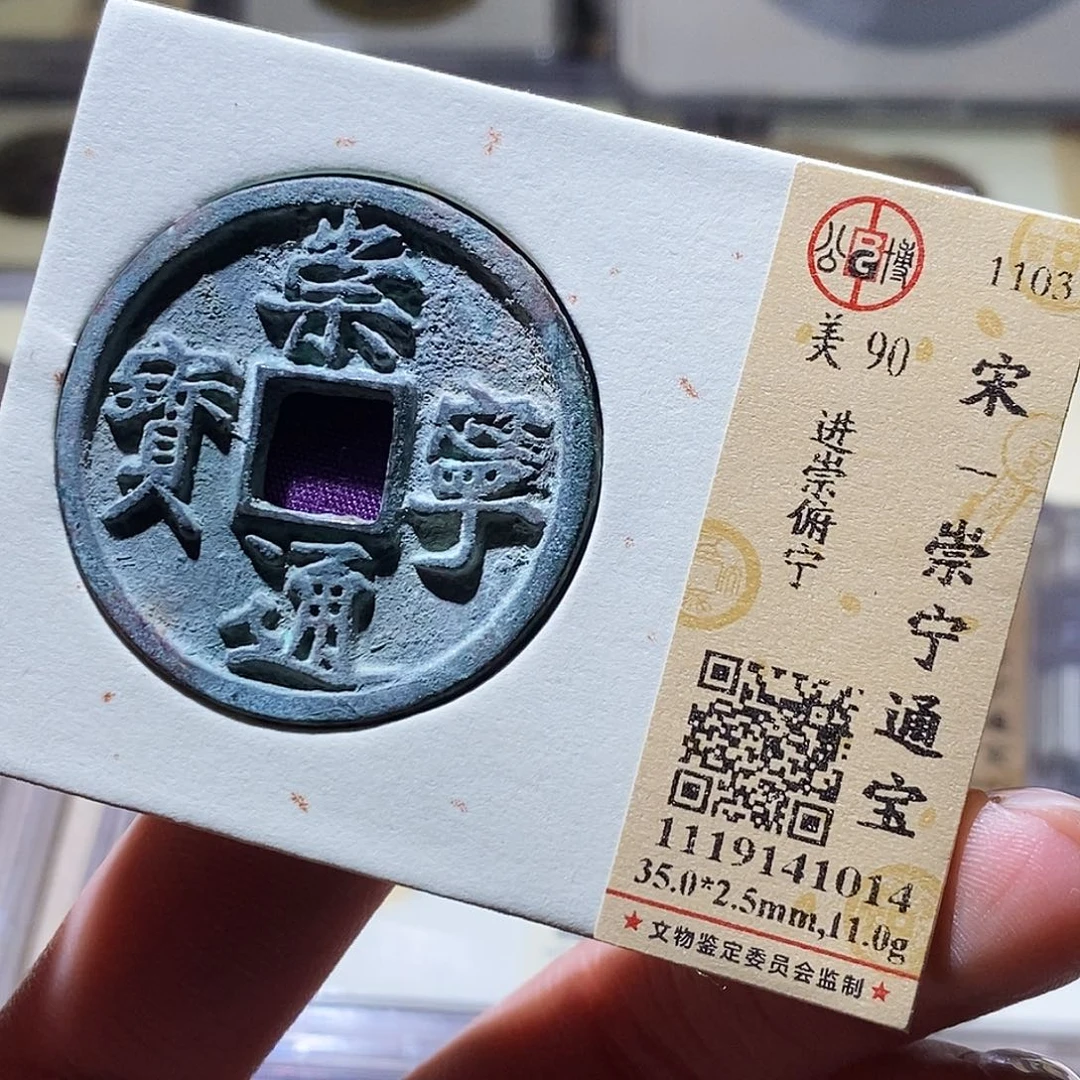 崇
寧
通
寶
公博
BG
美 90
1103
宋一崇宁通宝
进崇俯宁
1119141014
35.0*2.5mm,11.0g
★文物鉴定委员会监制★